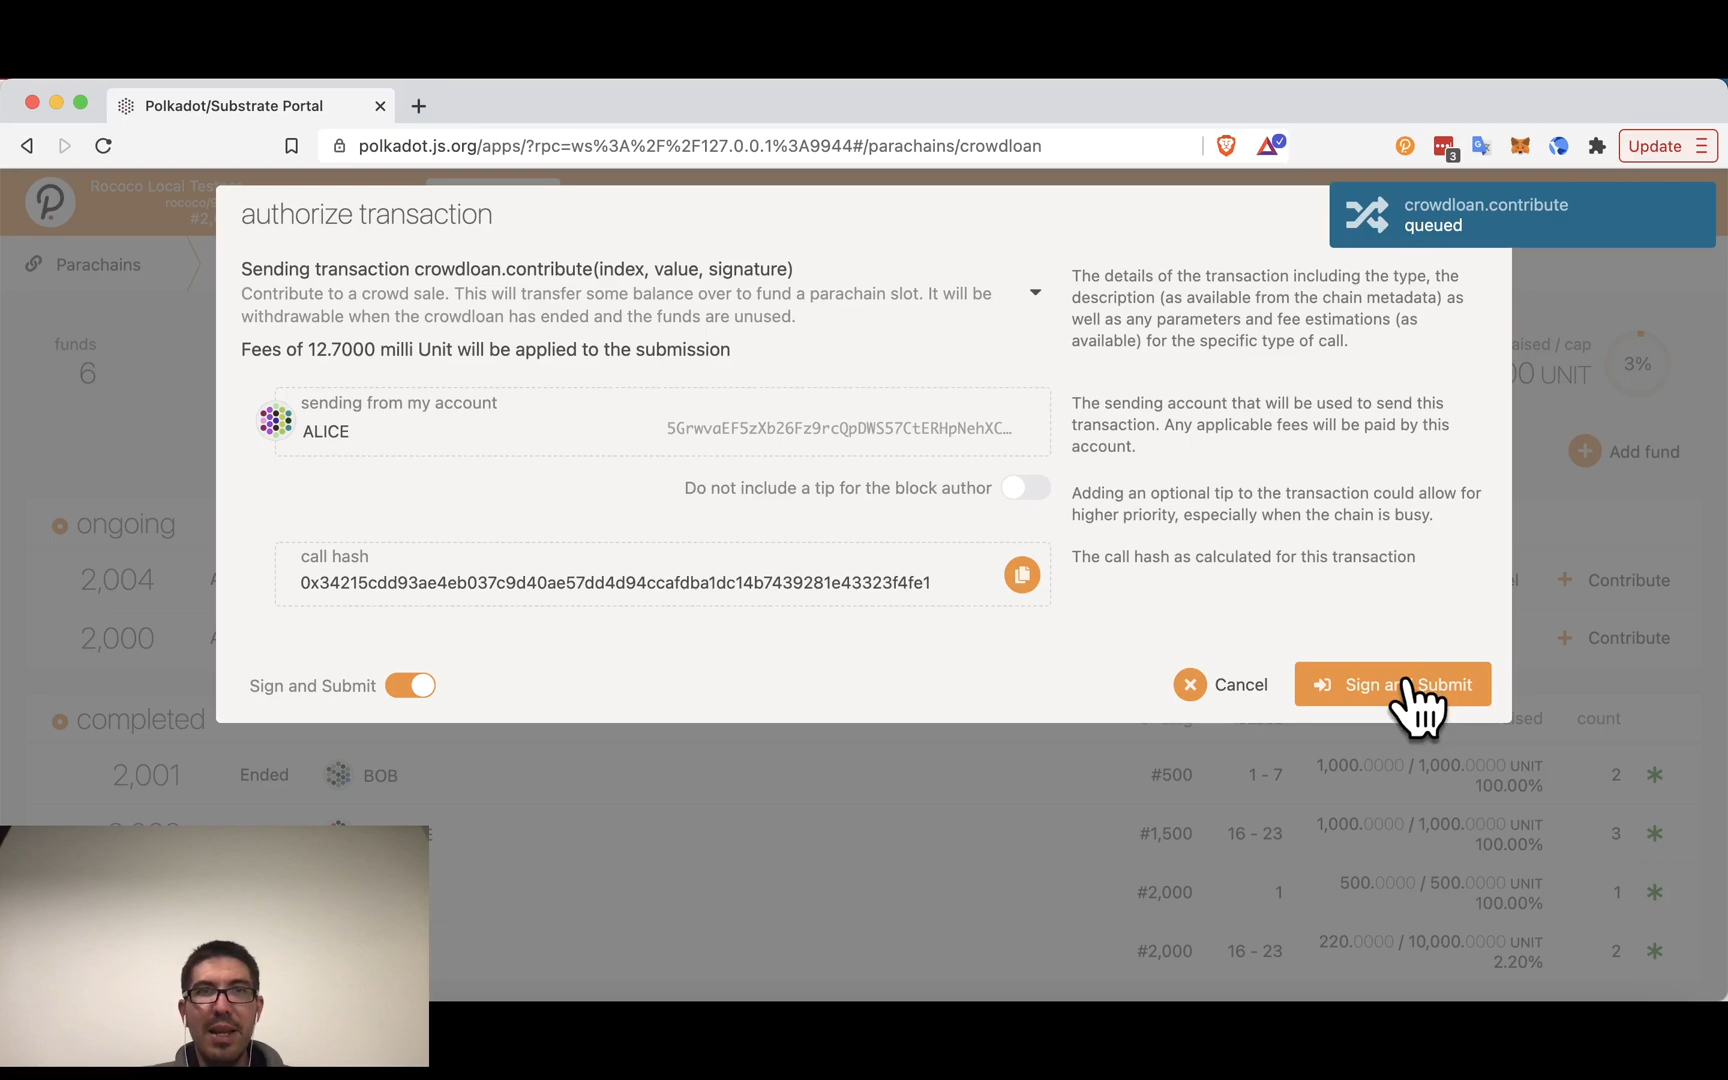 Polkadot/Substrate Portal
polkadot.js.org/apps/?rpc=ws%3A%2F%2F127.0.0.1%3A9944#/parachains/crowdloan
3
Update
Rococo Local Tes
rococo/9
#2,
crowdloan.contribute
queued
Parachains
authorize transaction
Sending transaction crowdloan.contribute(index, value, signature)
Contribute to a crowd sale. This will transfer some balance over to fund a parachain slot. It will be
withdrawable when the crowdloan has ended and the funds are unused.
Fees of 12.7000 milli Unit will be applied to the submission
The details of the transaction including the type, the
description (as available from the chain metadata) as
well as any parameters and fee estimations (as
available) for the specific type of call.
funds
6
raised / cap
00 UNIT
3%
sending from my account
ALICE
5GrwvaEF5zXb26Fz9rcQpDWS57CtERHpNehXC…
The sending account that will be used to send this
transaction. Any applicable fees will be paid by this
account.
Add fund
Do not include a tip for the block author
Adding an optional tip to the transaction could allow for
higher priority, especially when the chain is busy.
ongoing
call hash
0x34215cdd93ae4eb037c9d40ae57dd4d94ccafdba1dc14b7439281e43323f4fe1
The call hash as calculated for this transaction
2,004
Contribute
2,000
Contribute
Sign and Submit
Cancel
Sign and Submit
completed
count
2,001 Ended BOB #500 1 - 7 1,000.0000 / 1,000.0000 UNIT 2
100.00%
#1,500 16 - 23 1,000.0000 / 1,000.0000 UNIT 3
100.00%
#2,000 1 500.0000 / 500.0000 UNIT 1
100.00%
#2,000 16 - 23 220.0000 / 10,000.0000 UNIT 2
2.20%